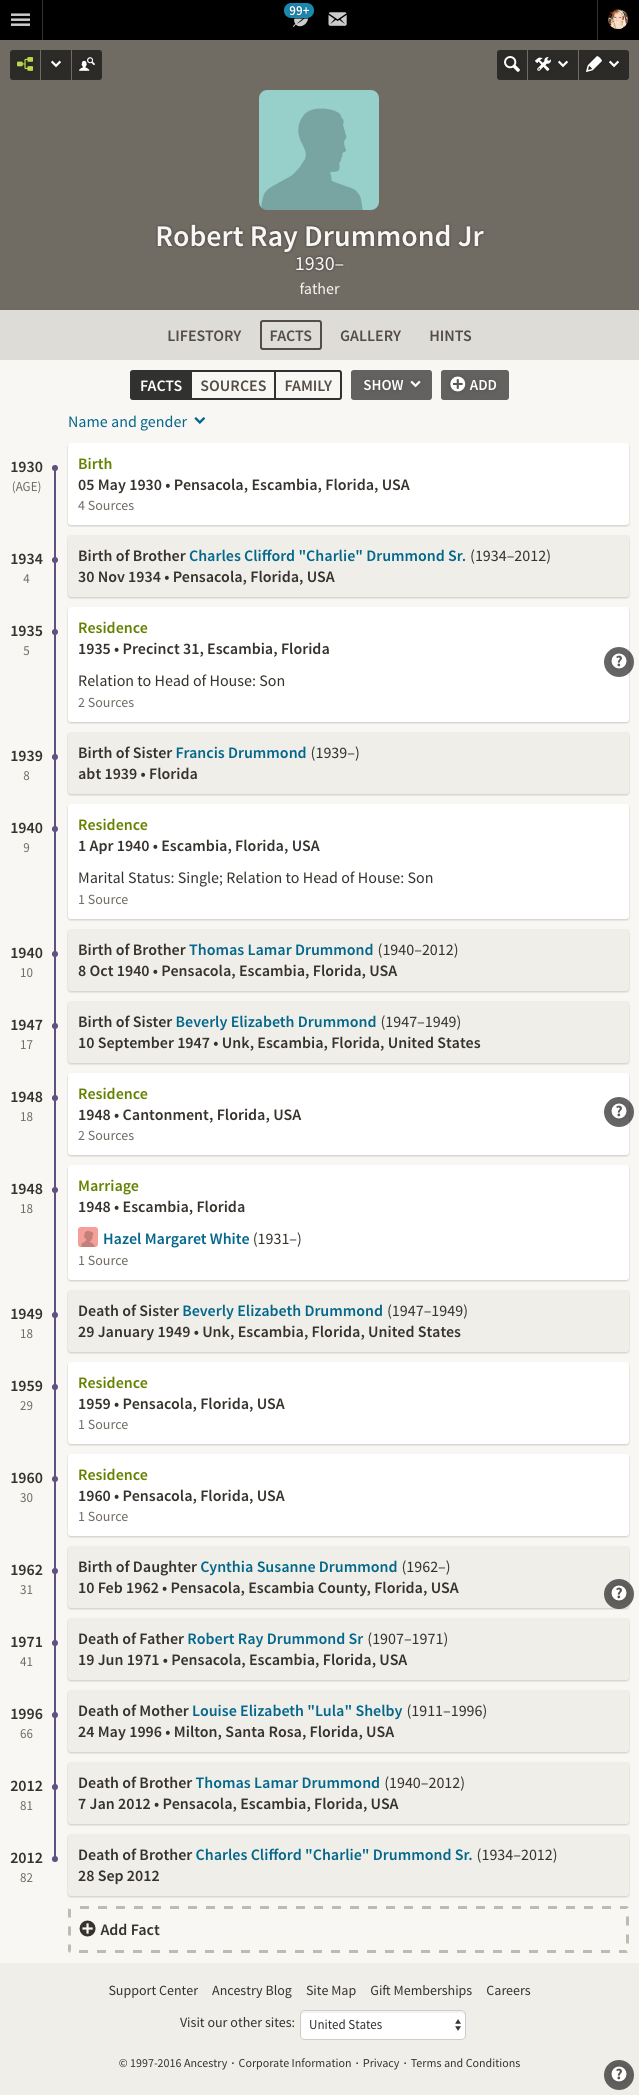 99+
Robert Ray Drummond Jr
1930–
father
LIFESTORY FACTS GALLERY HINTS
FACTS SOURCES FAMILY SHOW ADD
Name and gender
1930
(AGE)
Birth
05 May 1930 • Pensacola, Escambia, Florida, USA
4 Sources
1934
4
Birth of Brother Charles Clifford "Charlie" Drummond Sr. (1934–2012)
30 Nov 1934 • Pensacola, Florida, USA
1935
5
Residence
1935 • Precinct 31, Escambia, Florida
Relation to Head of House: Son
2 Sources
?
1939
8
Birth of Sister Francis Drummond (1939–)
abt 1939 • Florida
1940
9
Residence
1 Apr 1940 • Escambia, Florida, USA
Marital Status: Single; Relation to Head of House: Son
1 Source
1940
10
Birth of Brother Thomas Lamar Drummond (1940–2012)
8 Oct 1940 • Pensacola, Escambia, Florida, USA
1947
17
Birth of Sister Beverly Elizabeth Drummond (1947–1949)
10 September 1947 • Unk, Escambia, Florida, United States
1948
18
Residence
1948 • Cantonment, Florida, USA
2 Sources
?
1948
18
Marriage
1948 • Escambia, Florida
Hazel Margaret White (1931–)
1 Source
1949
18
Death of Sister Beverly Elizabeth Drummond (1947–1949)
29 January 1949 • Unk, Escambia, Florida, United States
1959
29
Residence
1959 • Pensacola, Florida, USA
1 Source
1960
30
Residence
1960 • Pensacola, Florida, USA
1 Source
1962
31
Birth of Daughter Cynthia Susanne Drummond (1962–)
10 Feb 1962 • Pensacola, Escambia County, Florida, USA
?
1971
41
Death of Father Robert Ray Drummond Sr (1907–1971)
19 Jun 1971 • Pensacola, Escambia, Florida, USA
1996
66
Death of Mother Louise Elizabeth "Lula" Shelby (1911–1996)
24 May 1996 • Milton, Santa Rosa, Florida, USA
2012
81
Death of Brother Thomas Lamar Drummond (1940–2012)
7 Jan 2012 • Pensacola, Escambia, Florida, USA
2012
82
Death of Brother Charles Clifford "Charlie" Drummond Sr. (1934–2012)
28 Sep 2012
Add Fact
Support Center Ancestry Blog Site Map Gift Memberships Careers
Visit our other sites: United States
© 1997-2016 Ancestry · Corporate Information · Privacy · Terms and Conditions
?